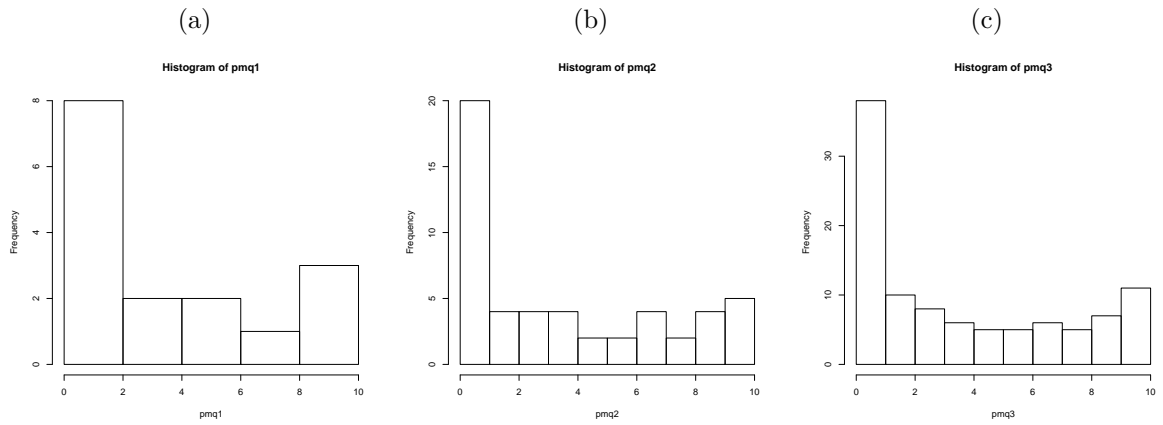 (a) (b) (c)
Histogram of pmq1 Histogram of pmq2 Histogram of pmq3
Frequency
0 2 4 6 8
0 2 4 6 8 10
pmq1
Frequency
0 5 10 15 20
0 2 4 6 8 10
pmq2
Frequency
0 10 20 30
0 2 4 6 8 10
pmq3